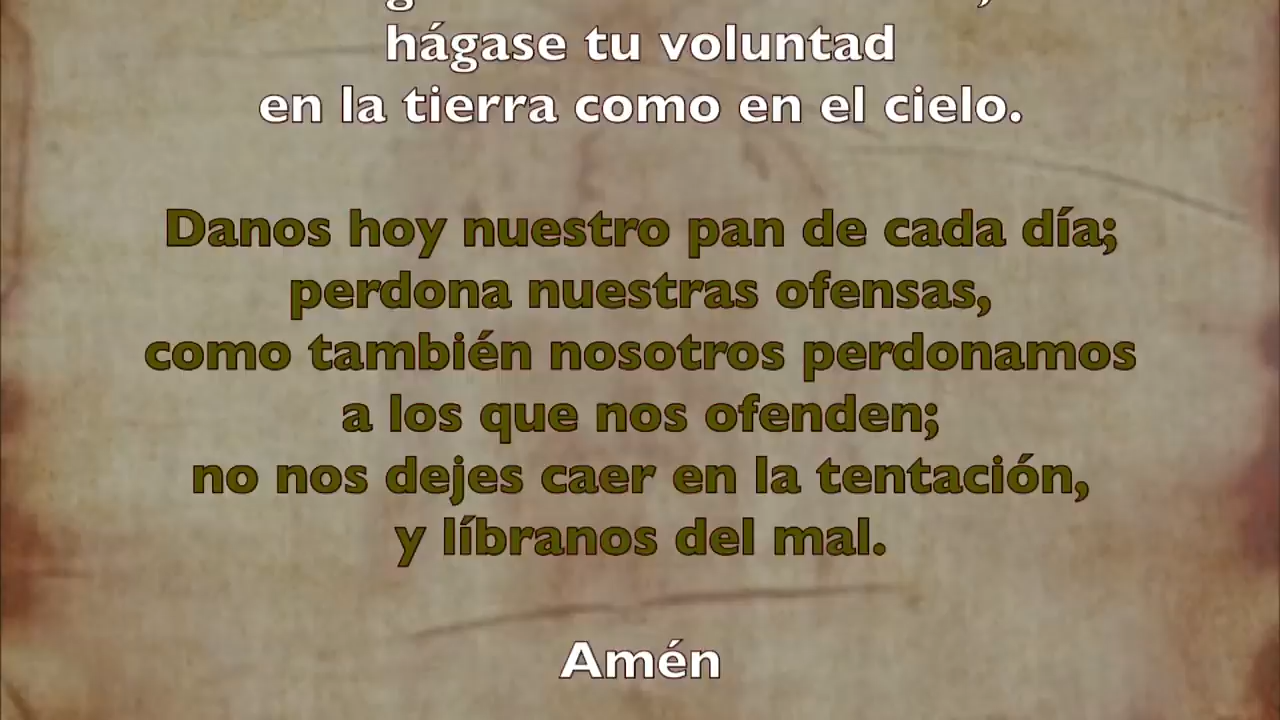 hágase tu voluntad
en la tierra como en el cielo.
Danos hoy nuestro pan de cada día;
perdona nuestras ofensas,
como también nosotros perdonamos
a los que nos ofenden;
no nos dejes caer en la tentación,
y líbranos del mal.
Amén